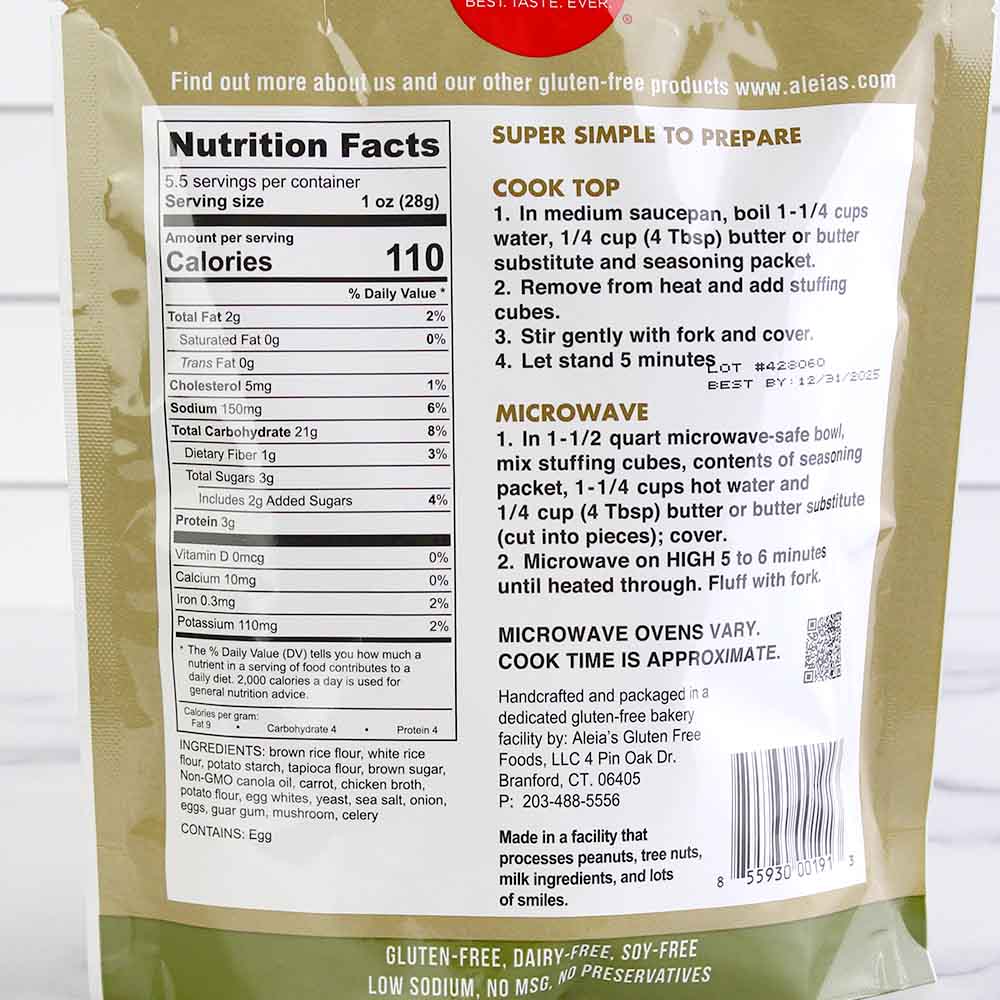 BEST. TASTE. EVER.
®
Find out more about us and our other gluten-free products www.aleias.com
Nutrition Facts
5.5 servings per container
Serving size 1 oz (28g)
Amount per serving
Calories 110
% Daily Value *
Total Fat 2g 2%
Saturated Fat 0g 0%
Trans Fat 0g
Cholesterol 5mg 1%
Sodium 150mg 6%
Total Carbohydrate 21g 8%
Dietary Fiber 1g 3%
Total Sugars 3g
Includes 2g Added Sugars 4%
Protein 3g
Vitamin D 0mcg 0%
Calcium 10mg 0%
Iron 0.3mg 2%
Potassium 110mg 2%
* The % Daily Value (DV) tells you how much a
nutrient in a serving of food contributes to a
daily diet. 2,000 calories a day is used for
general nutrition advice.
Calories per gram:
Fat 9 • Carbohydrate 4 • Protein 4
INGREDIENTS: brown rice flour, white rice
flour, potato starch, tapioca flour, brown sugar,
Non-GMO canola oil, carrot, chicken broth,
potato flour, egg whites, yeast, sea salt, onion,
eggs, guar gum, mushroom, celery
CONTAINS: Egg
SUPER SIMPLE TO PREPARE
COOK TOP
1. In medium saucepan, boil 1-1/4 cups
water, 1/4 cup (4 Tbsp) butter or butter
substitute and seasoning packet.
2. Remove from heat and add stuffing
cubes.
3. Stir gently with fork and cover.
4. Let stand 5 minutes
LOT #428060
BEST BY:12/31/2025
MICROWAVE
1. In 1-1/2 quart microwave-safe bowl,
mix stuffing cubes, contents of seasoning
packet, 1-1/4 cups hot water and
1/4 cup (4 Tbsp) butter or butter substitute
(cut into pieces); cover.
2. Microwave on HIGH 5 to 6 minutes
until heated through. Fluff with fork.
MICROWAVE OVENS VARY.
COOK TIME IS APPROXIMATE.
Handcrafted and packaged in a
dedicated gluten-free bakery
facility by: Aleia's Gluten Free
Foods, LLC 4 Pin Oak Dr.
Branford, CT. 06405
P: 203-488-5556
Made in a facility that
processes peanuts, tree nuts,
milk ingredients, and lots
of smiles.
8 55930 00191 3
GLUTEN-FREE, DAIRY-FREE, SOY-FREE
LOW SODIUM, NO MSG, NO PRESERVATIVES